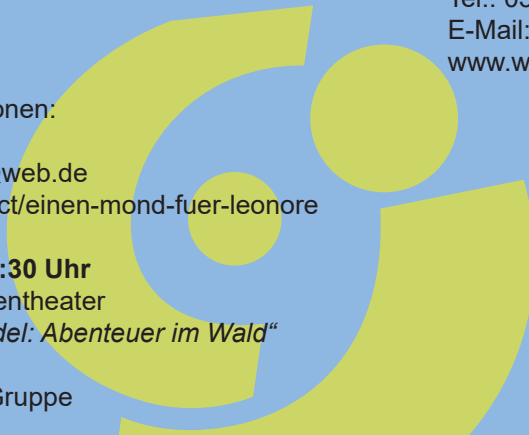 Tel.: 05
E-Mail:
www.w
onen:
web.de
ct/einen-mond-fuer-leonore
:30 Uhr
entheater
del: Abenteuer im Wald“
Gruppe